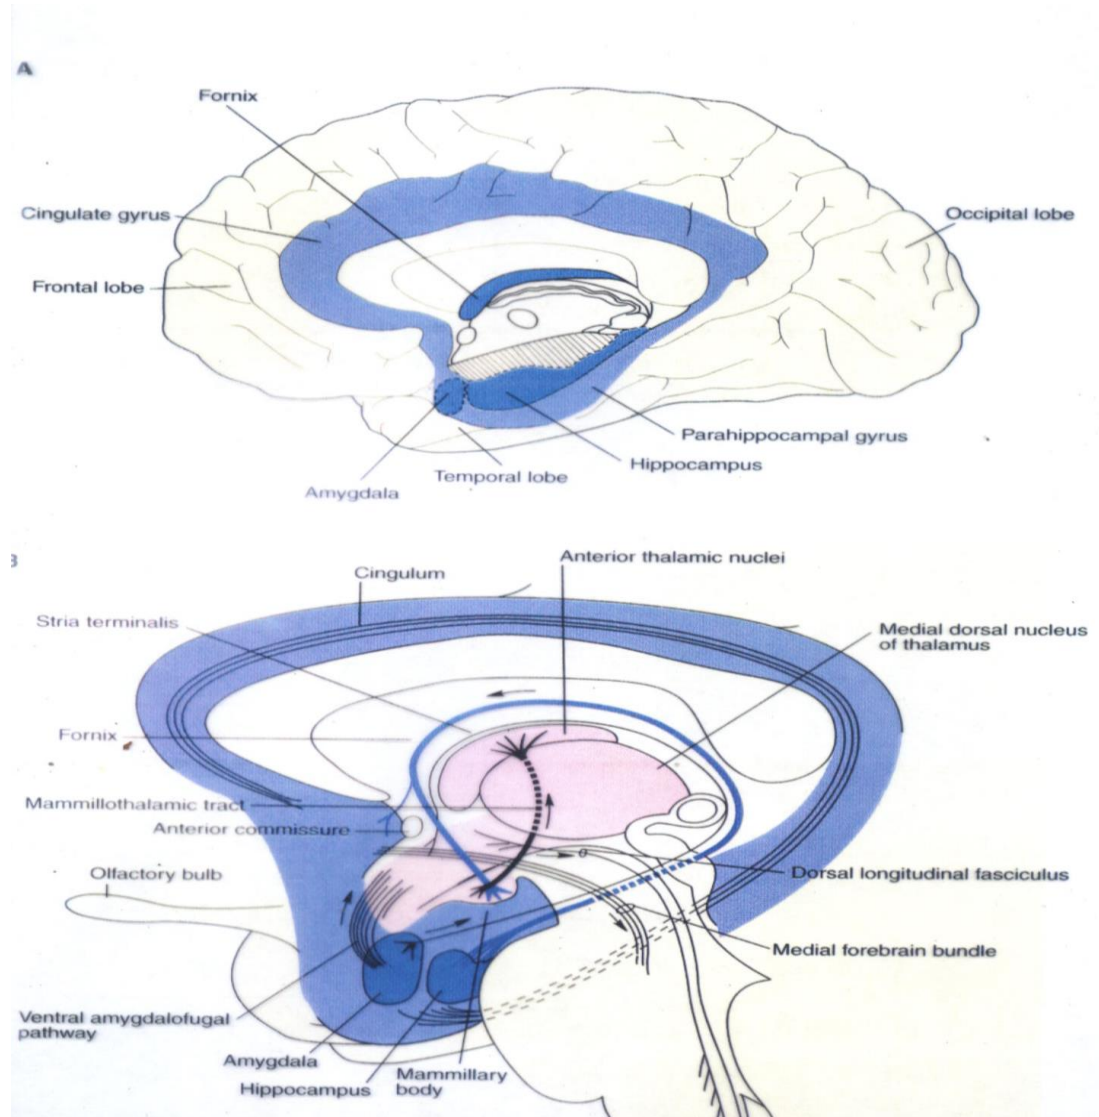 A
Fornix
Cingulate gyrus
Occipital lobe
Frontal lobe
Parahippocampal gyrus
Hippocampus
Temporal lobe
Amygdala
B
Anterior thalamic nuclei
Cingulum
Stria terminalis
Medial dorsal nucleus
of thalamus
Fornix
Mammillothalamic tract
Anterior commissure
Olfactory bulb
Dorsal longitudinal fasciculus
Medial forebrain bundle
Ventral amygdalofugal
pathway
Amygdala
Mammillary
body
Hippocampus